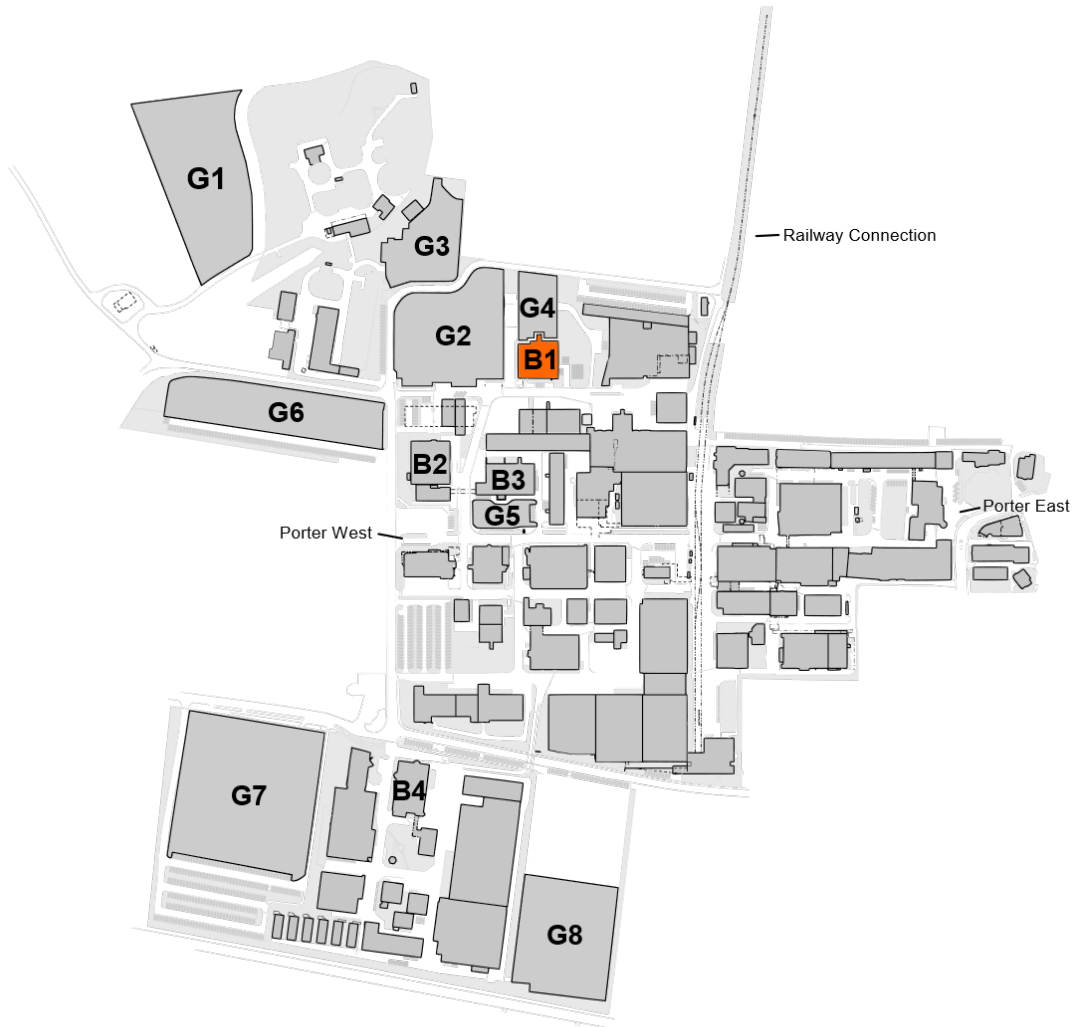 G1
Railway Connection
G3
G4
G2
B1
G6
B2
B3
Porter East
G5
Porter West
B4
G7
G8